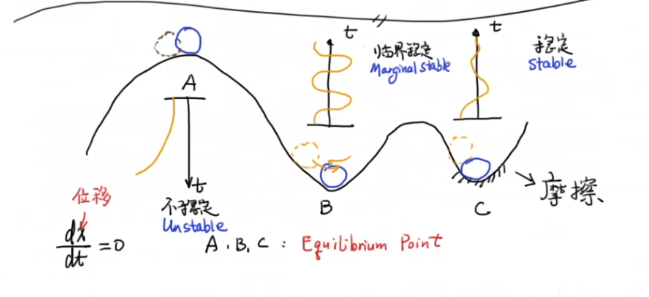 t
临界稳定
Marginal stable
t
稳定
Stable
A
t
不稳定
Unstable
B
C
摩擦
位移
dx/dt = 0
A, B, C : Equilibrium Point